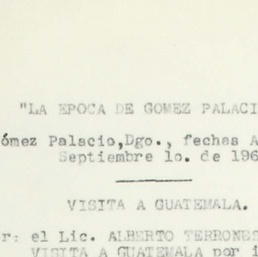 "LA EPOCA DE GOMEZ PALACI
ómez Palacio,Dgo., fechas A
Septiembre 1o. de 196
VISITA A GUATEMALA.
r: el Lic. ALBERTO TERRONES
VISITA A GUATEMALA por i